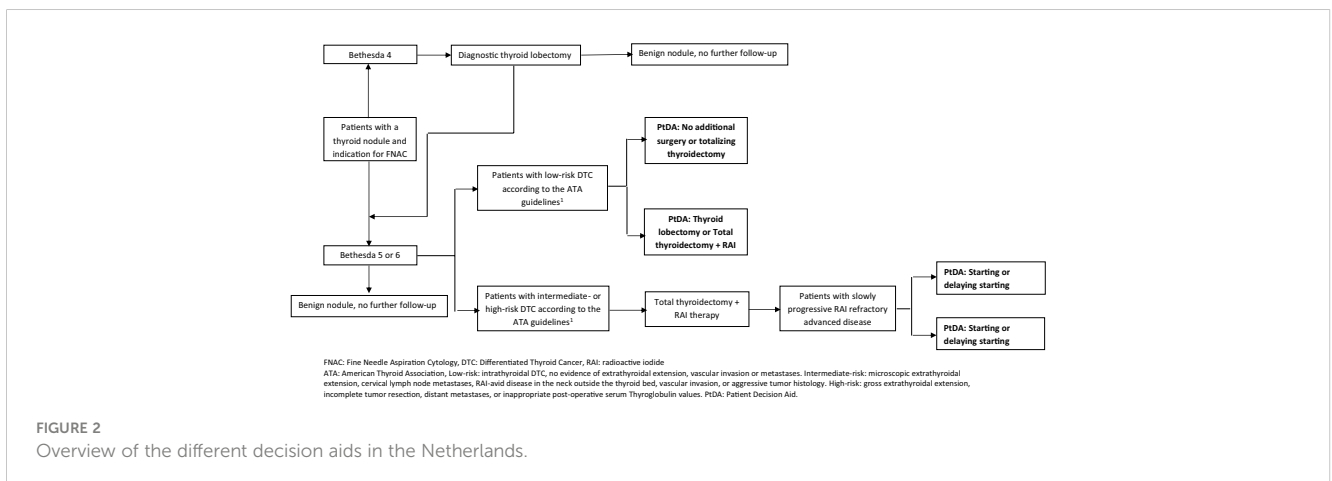 Bethesda 4
Diagnostic thyroid lobectomy
Benign nodule, no further follow-up
Patients with a
thyroid nodule and
indication for FNAC
PtDA: No additional
surgery or totalizing
thyroidectomy
Patients with low-risk DTC
according to the ATA
guidelines¹
PtDA: Thyroid
lobectomy or Total
thyroidectomy + RAI
Bethesda 5 or 6
Benign nodule, no further follow-up
Patients with intermediate- or
high-risk DTC according to the
ATA guidelines¹
Total thyroidectomy +
RAI therapy
Patients with slowly
progressive RAI refractory
advanced disease
PtDA: Starting or
delaying starting
PtDA: Starting or
delaying starting
FNAC: Fine Needle Aspiration Cytology, DTC: Differentiated Thyroid Cancer, RAI: radioactive iodide
ATA: American Thyroid Association, Low-risk: intrathyroidal DTC, no evidence of extrathyroidal extension, vascular invasion or metastases. Intermediate-risk: microscopic extrathyroidal
extension, cervical lymph node metastases, RAI-avid disease in the neck outside the thyroid bed, vascular invasion, or aggressive tumor histology. High-risk: gross extrathyroidal extension,
incomplete tumor resection, distant metastases, or inappropriate post-operative serum Thyroglobulin values. PtDA: Patient Decision Aid.
FIGURE 2
Overview of the different decision aids in the Netherlands.